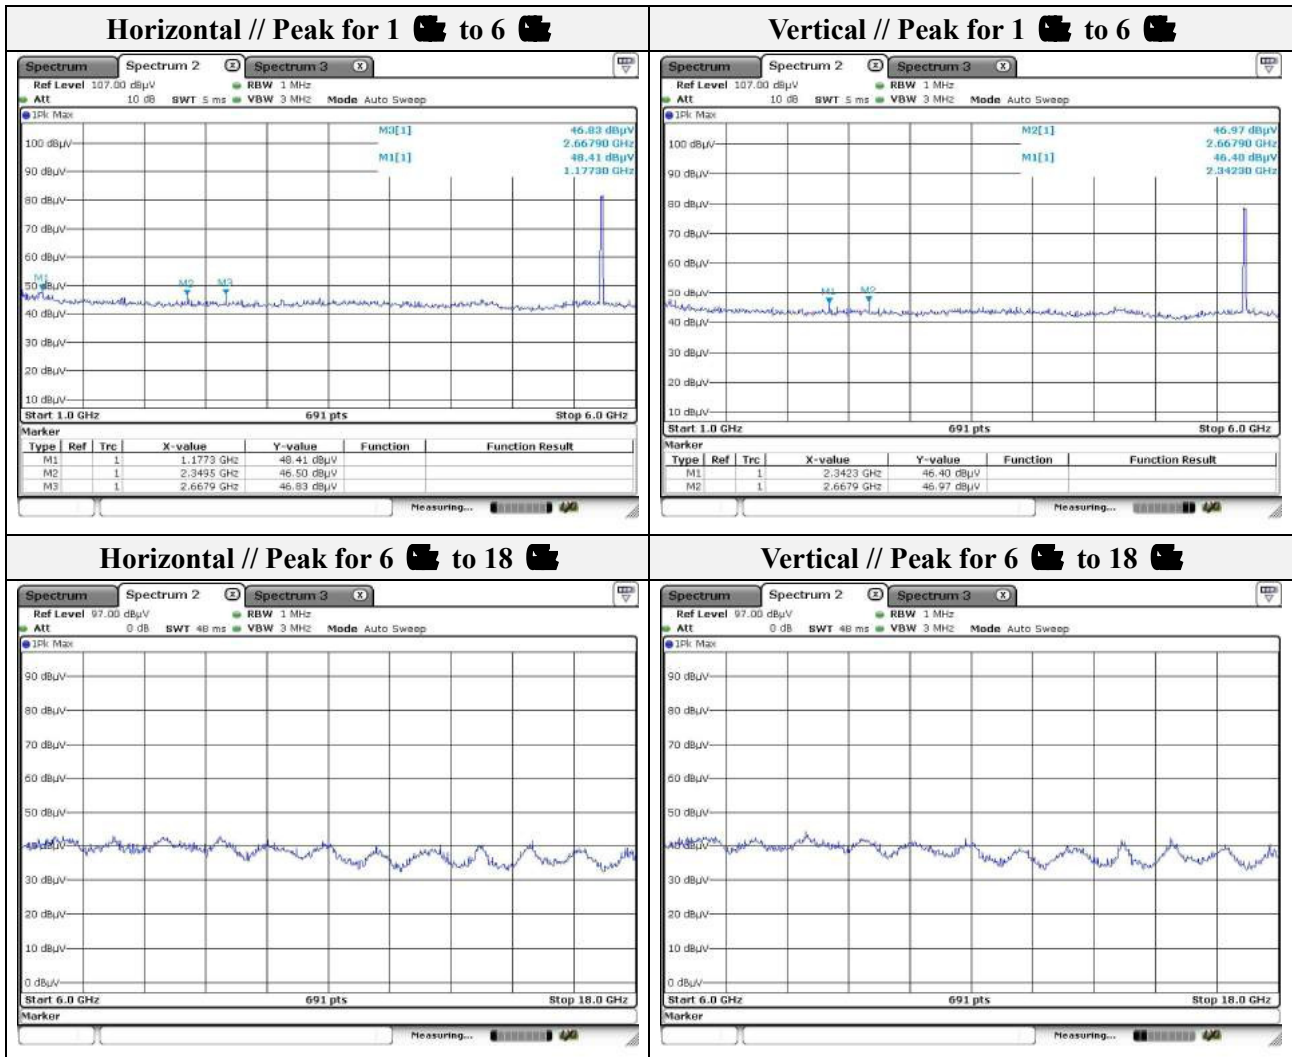 Horizontal // Peak for 1 to 6
Spectrum Spectrum 2 Spectrum 3
Ref Level 107.00 dBµV RBW 1 MHz
Att 10 dB SWT 5 ms VBW 3 MHz Mode Auto Sweep
1Pk Max
M3[1] 46.83 dBµV
2.66790 GHz
M1[1] 48.41 dBµV
1.17730 GHz
100 dBµV
90 dBµV
80 dBµV
70 dBµV
60 dBµV
50 dBµV
40 dBµV
30 dBµV
20 dBµV
10 dBµV
M1 M2 M3
Start 1.0 GHz 691 pts Stop 6.0 GHz
Marker
Type Ref Trc X-value Y-value Function Function Result
M1 1 1.1773 GHz 48.41 dBµV
M2 1 2.3495 GHz 46.50 dBµV
M3 1 2.6679 GHz 46.83 dBµV
Measuring...
Vertical // Peak for 1 to 6
Spectrum Spectrum 2 Spectrum 3
Ref Level 107.00 dBµV RBW 1 MHz
Att 10 dB SWT 5 ms VBW 3 MHz Mode Auto Sweep
1Pk Max
M2[1] 46.97 dBµV
2.66790 GHz
M1[1] 46.40 dBµV
2.34230 GHz
100 dBµV
90 dBµV
80 dBµV
70 dBµV
60 dBµV
50 dBµV
40 dBµV
30 dBµV
20 dBµV
10 dBµV
M1 M2
Start 1.0 GHz 691 pts Stop 6.0 GHz
Marker
Type Ref Trc X-value Y-value Function Function Result
M1 1 2.3423 GHz 46.40 dBµV
M2 1 2.6679 GHz 46.97 dBµV
Measuring...
Horizontal // Peak for 6 to 18
Spectrum Spectrum 2 Spectrum 3
Ref Level 97.00 dBµV RBW 1 MHz
Att 0 dB SWT 48 ms VBW 3 MHz Mode Auto Sweep
1Pk Max
90 dBµV
80 dBµV
70 dBµV
60 dBµV
50 dBµV
40 dBµV
30 dBµV
20 dBµV
10 dBµV
0 dBµV
Start 6.0 GHz 691 pts Stop 18.0 GHz
Marker
Measuring...
Vertical // Peak for 6 to 18
Spectrum Spectrum 2 Spectrum 3
Ref Level 97.00 dBµV RBW 1 MHz
Att 0 dB SWT 48 ms VBW 3 MHz Mode Auto Sweep
1Pk Max
90 dBµV
80 dBµV
70 dBµV
60 dBµV
50 dBµV
40 dBµV
30 dBµV
20 dBµV
10 dBµV
0 dBµV
Start 6.0 GHz 691 pts Stop 18.0 GHz
Marker
Measuring...